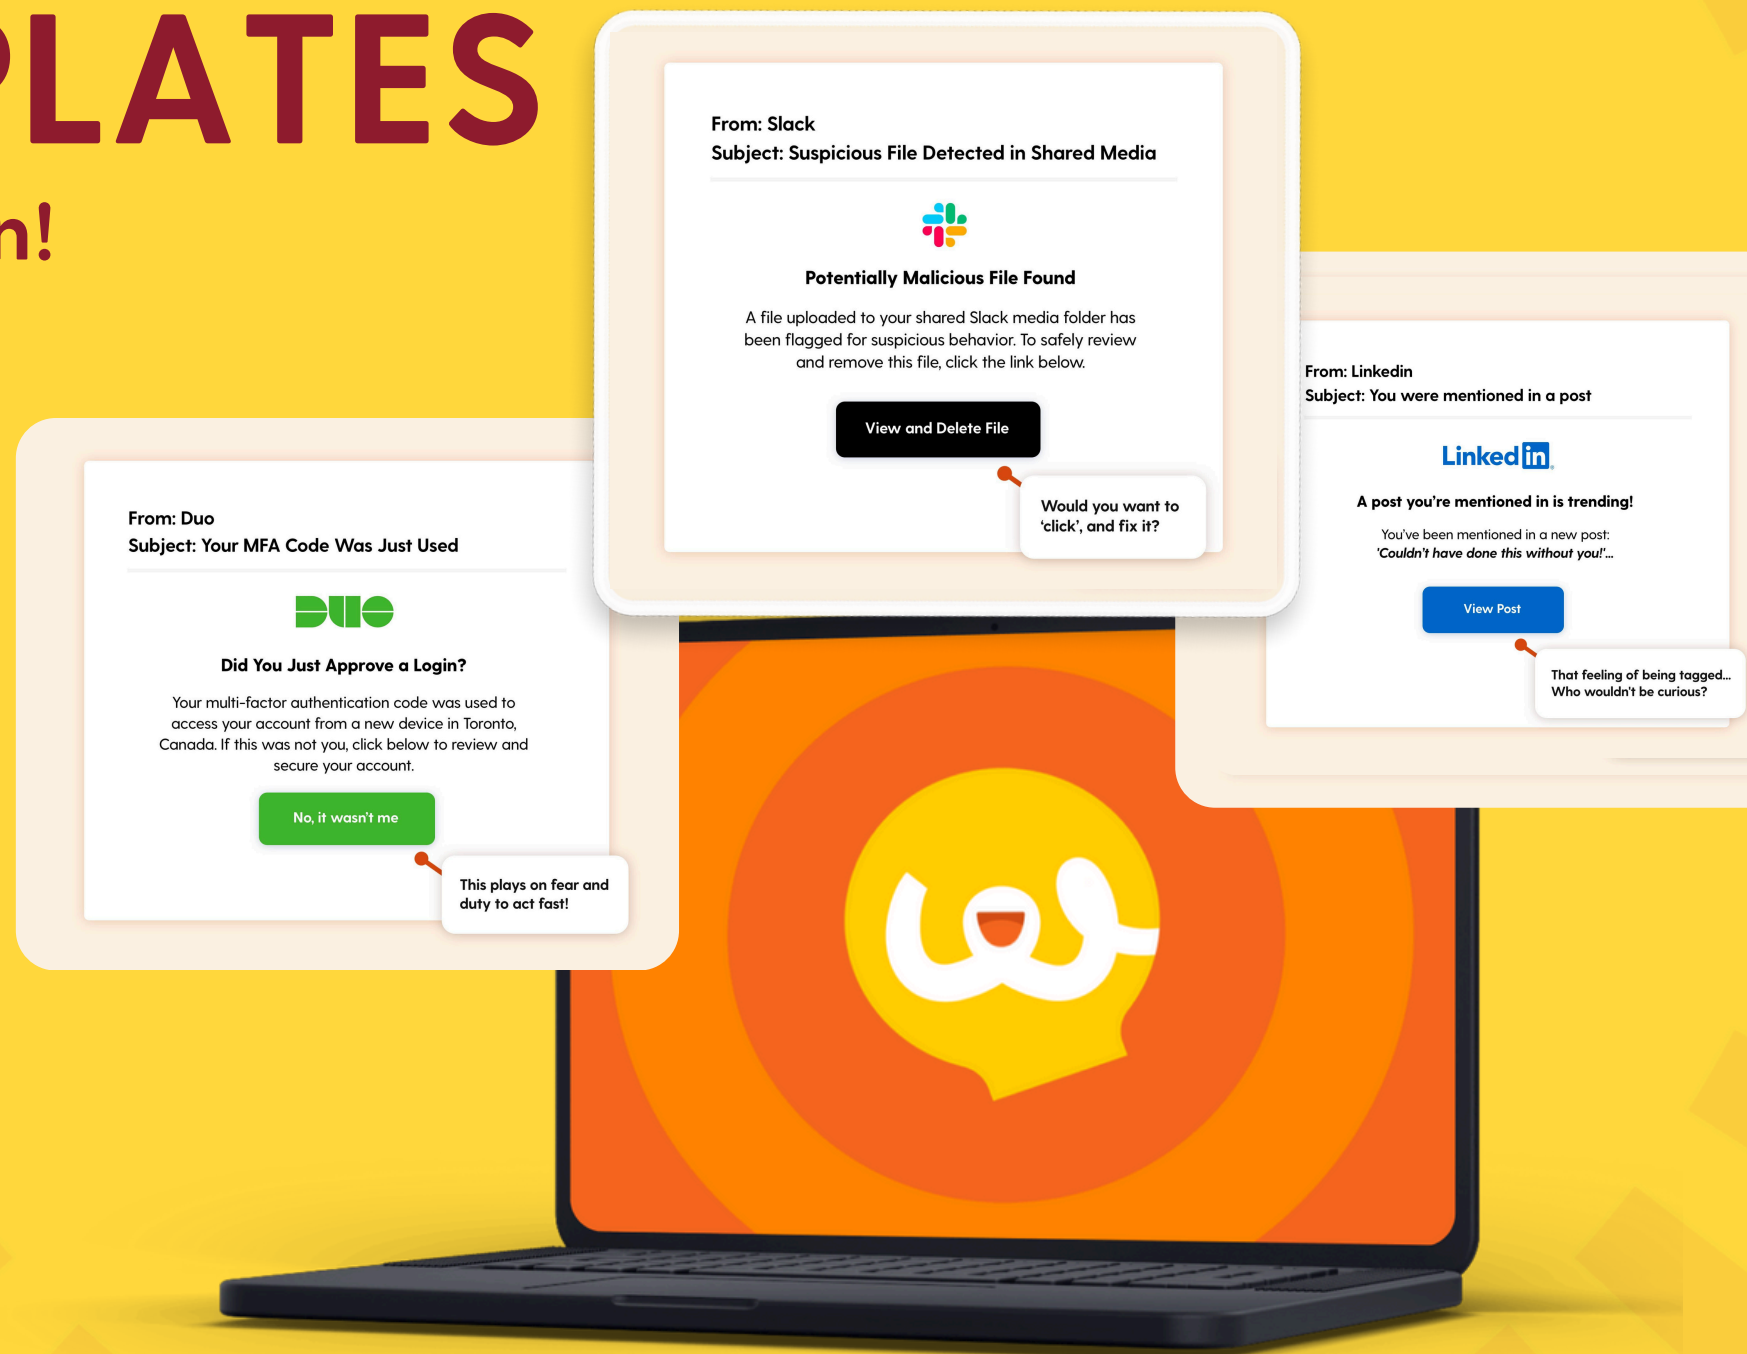 PLATES
n!
From: Slack
Subject: Suspicious File Detected in Shared Media
Potentially Malicious File Found
A file uploaded to your shared Slack media folder has
been flagged for suspicious behavior. To safely review
and remove this file, click the link below.
View and Delete File
Would you want to
‘click’, and fix it?
From: Linkedin
Subject: You were mentioned in a post
Linked in
A post you’re mentioned in is trending!
You’ve been mentioned in a new post:
'Couldn’t have done this without you!'...
View Post
That feeling of being tagged...
Who wouldn't be curious?
From: Duo
Subject: Your MFA Code Was Just Used
DUO
Did You Just Approve a Login?
Your multi-factor authentication code was used to
access your account from a new device in Toronto,
Canada. If this was not you, click below to review and
secure your account.
No, it wasn’t me
This plays on fear and
duty to act fast!